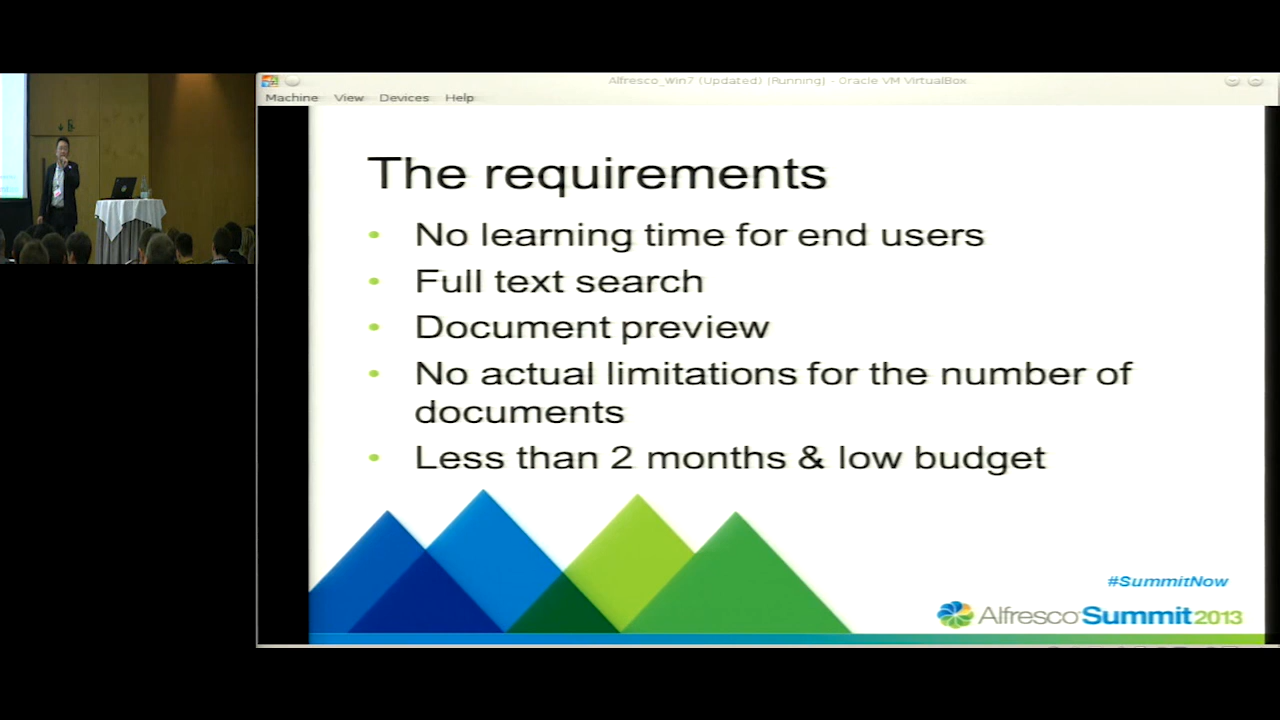 Alfresco_Win7 (Updated) [Running] - Oracle VM VirtualBox
Machine View Devices Help
The requirements
• No learning time for end users
• Full text search
• Document preview
• No actual limitations for the number of
documents
• Less than 2 months & low budget
#SummitNow
Alfresco Summit 2013